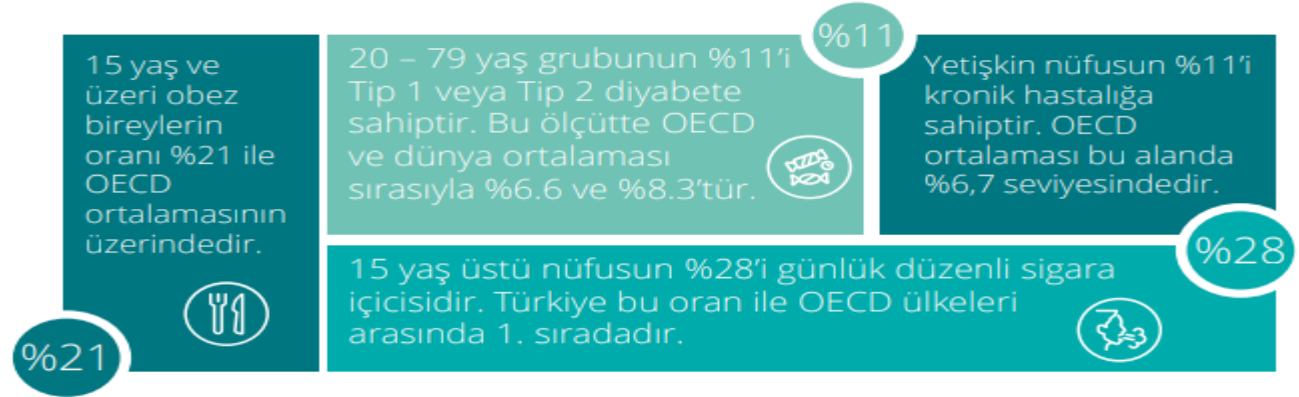 15 yaş ve
üzeri obez
bireylerin
oranı %21 ile
OECD
ortalamasının
üzerindedir.
%21
20 – 79 yaş grubunun %11’i
Tip 1 veya Tip 2 diyabete
sahiptir. Bu ölçütte OECD
ve dünya ortalaması
sırasıyla %6.6 ve %8.3’tür.
%11
Yetişkin nüfusun %11’i
kronik hastalığa
sahiptir. OECD
ortalaması bu alanda
%6,7 seviyesindedir.
15 yaş üstü nüfusun %28’i günlük düzenli sigara
içicisidir. Türkiye bu oran ile OECD ülkeleri
arasında 1. sıradadır.
%28